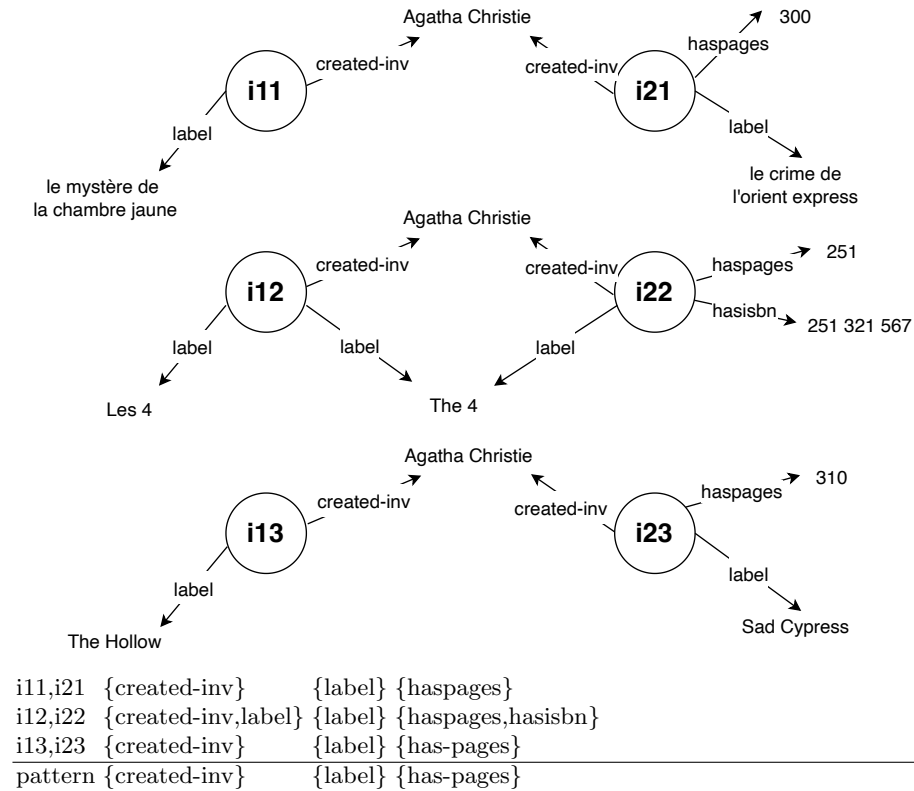 Agatha Christie
300
haspages
created-inv
created-inv
i11
i21
label
label
le mystère de
la chambre jaune
le crime de
l'orient express
Agatha Christie
251
haspages
created-inv
created-inv
i12
i22
hasisbn
251 321 567
label
label
label
Les 4
The 4
Agatha Christie
310
haspages
created-inv
created-inv
i13
i23
label
label
The Hollow
Sad Cypress
i11,i21 {created-inv} {label} {haspages}
i12,i22 {created-inv,label} {label} {haspages,hasisbn}
i13,i23 {created-inv} {label} {has-pages}
pattern {created-inv} {label} {has-pages}